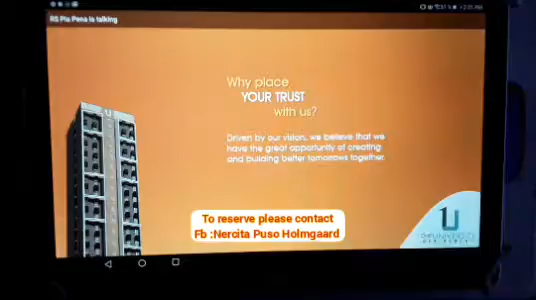 RS Pia Pena is talking
Why place
YOUR TRUST
with us?
Driven by our vision, we believe that we
have the great opportunity of creating
and building better tomorrows together.
To reserve please contact
Fb :Nercita Puso Holmgaard